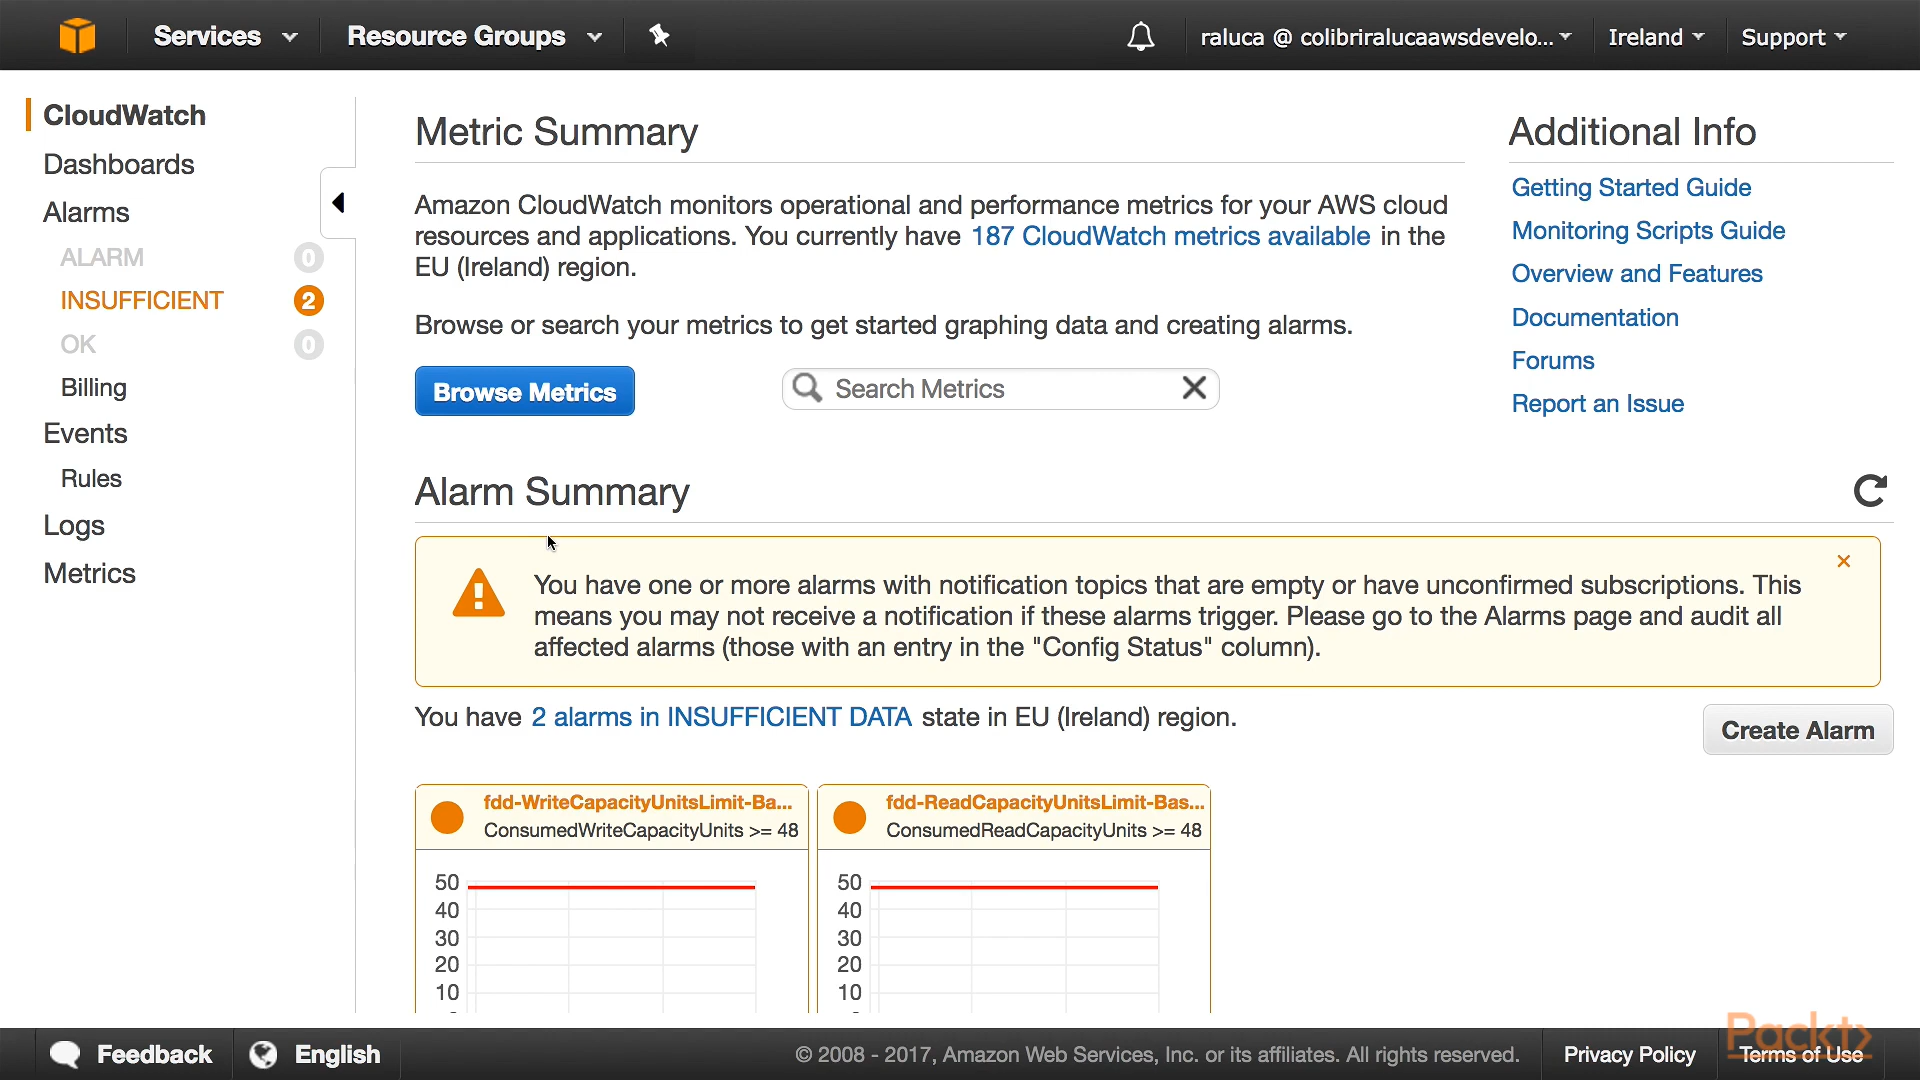 Services
Resource Groups
raluca @ colibriralucaawsdevelo...
Ireland
Support
CloudWatch
Dashboards
Alarms
ALARM 0
INSUFFICIENT 2
OK 0
Billing
Events
Rules
Logs
Metrics
Metric Summary
Amazon CloudWatch monitors operational and performance metrics for your AWS cloud
resources and applications. You currently have 187 CloudWatch metrics available in the
EU (Ireland) region.
Browse or search your metrics to get started graphing data and creating alarms.
Browse Metrics
Search Metrics
Additional Info
Getting Started Guide
Monitoring Scripts Guide
Overview and Features
Documentation
Forums
Report an Issue
Alarm Summary
You have one or more alarms with notification topics that are empty or have unconfirmed subscriptions. This
means you may not receive a notification if these alarms trigger. Please go to the Alarms page and audit all
affected alarms (those with an entry in the "Config Status" column).
You have 2 alarms in INSUFFICIENT DATA state in EU (Ireland) region.
Create Alarm
fdd-WriteCapacityUnitsLimit-Ba...
ConsumedWriteCapacityUnits >= 48
50
40
30
20
10
fdd-ReadCapacityUnitsLimit-Bas...
ConsumedReadCapacityUnits >= 48
50
40
30
20
10
Feedback
English
© 2008 - 2017, Amazon Web Services, Inc. or its affiliates. All rights reserved.
Privacy Policy
Terms of Use
Packt>